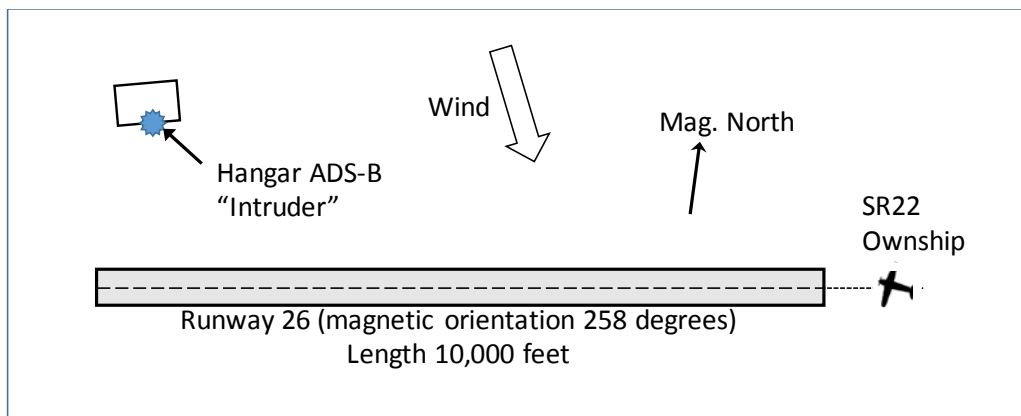 Wind
Mag. North
Hangar ADS-B
“Intruder”
SR22
Ownship
Runway 26 (magnetic orientation 258 degrees)
Length 10,000 feet